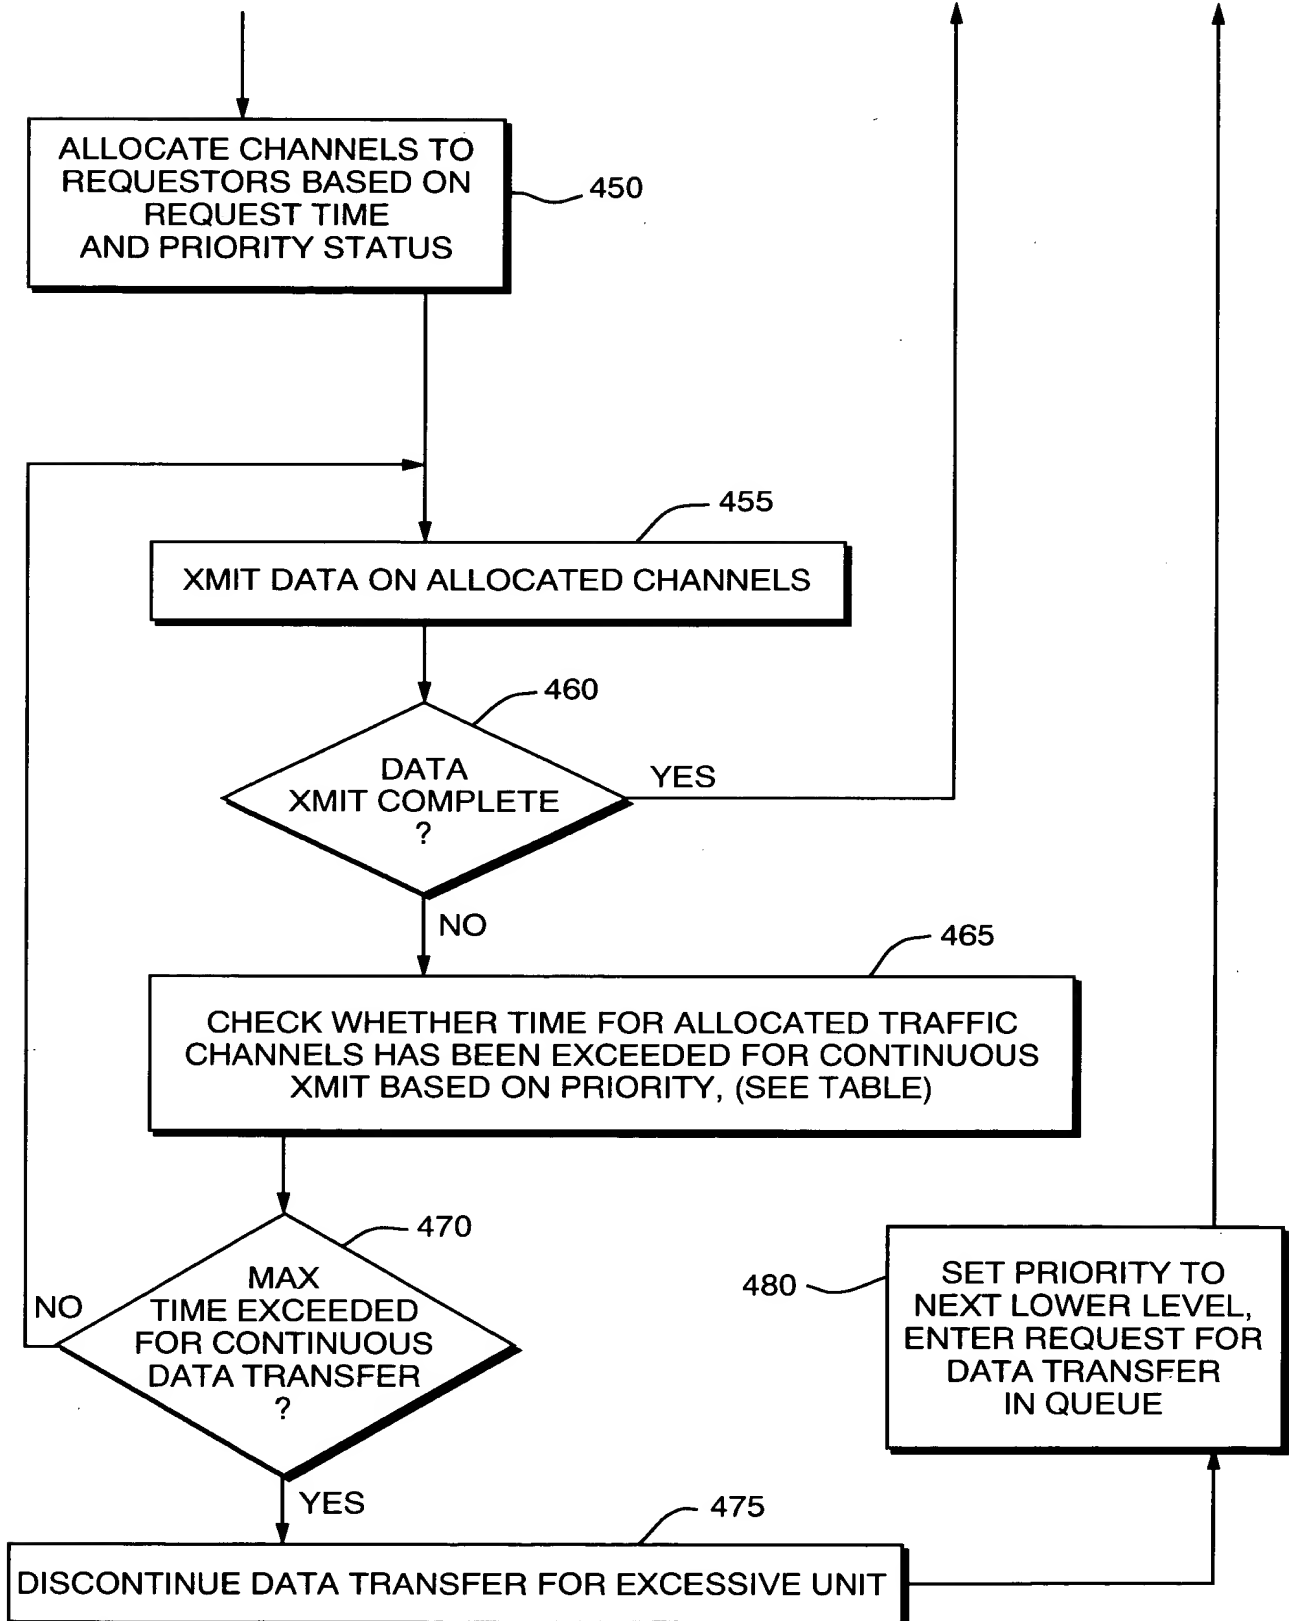 ALLOCATE CHANNELS TO
REQUESTORS BASED ON
REQUEST TIME
AND PRIORITY STATUS
450
455
XMIT DATA ON ALLOCATED CHANNELS
460
DATA
XMIT COMPLETE
?
YES
NO
465
CHECK WHETHER TIME FOR ALLOCATED TRAFFIC
CHANNELS HAS BEEN EXCEEDED FOR CONTINUOUS
XMIT BASED ON PRIORITY, (SEE TABLE)
470
MAX
TIME EXCEEDED
FOR CONTINUOUS
DATA TRANSFER
?
NO
YES
480
SET PRIORITY TO
NEXT LOWER LEVEL,
ENTER REQUEST FOR
DATA TRANSFER
IN QUEUE
475
DISCONTINUE DATA TRANSFER FOR EXCESSIVE UNIT